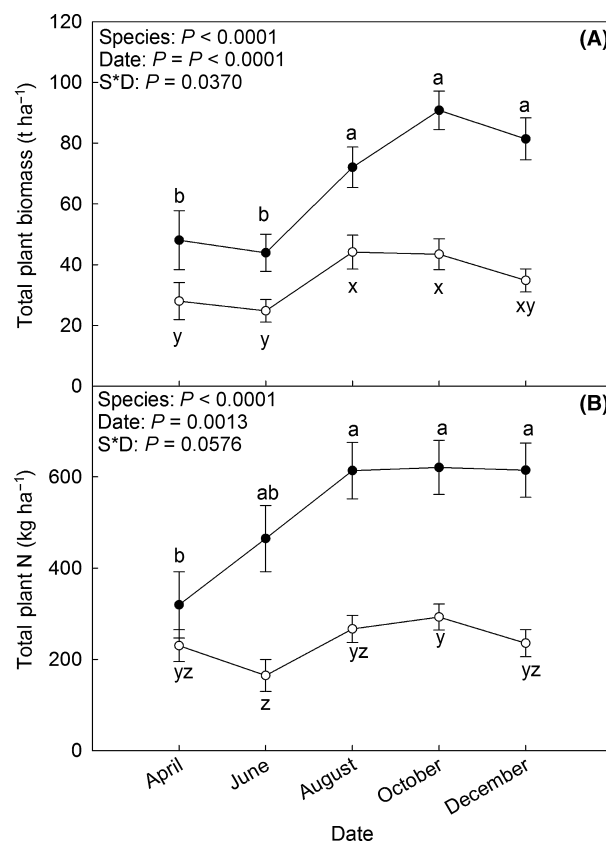 120
Species: P < 0.0001
(A)
Date: P = P < 0.0001
100
S*D: P = 0.0370
a
a
a
80
60
b
b
40
20
x
x
xy
y
y
0
Total plant biomass (t ha⁻¹)
Species: P < 0.0001
(B)
Date: P = 0.0013
S*D: P = 0.0576
a
a
a
600
ab
400
b
200
yz
z
yz
y
yz
0
Total plant N (kg ha⁻¹)
April
June
August
October
December
Date